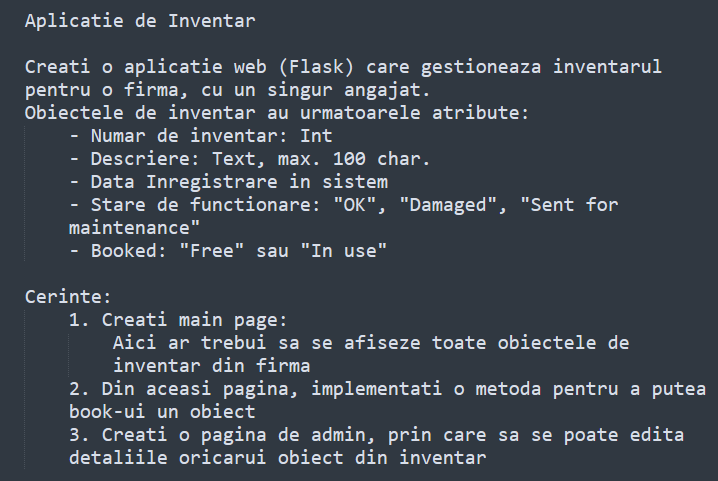 Aplicatie de Inventar
Creati o aplicatie web (Flask) care gestioneaza inventarul
pentru o firma, cu un singur angajat.
Obiectele de inventar au urmatoarele atribute:
- Numar de inventar: Int
- Descriere: Text, max. 100 char.
- Data Inregistrare in sistem
- Stare de functionare: "OK", "Damaged", "Sent for
maintenance"
- Booked: "Free" sau "In use"
Cerinte:
1. Creati main page:
Aici ar trebui sa se afiseze toate obiectele de
inventar din firma
2. Din aceasi pagina, implementati o metoda pentru a putea
book-ui un obiect
3. Creati o pagina de admin, prin care sa se poate edita
detaliile oricarui obiect din inventar